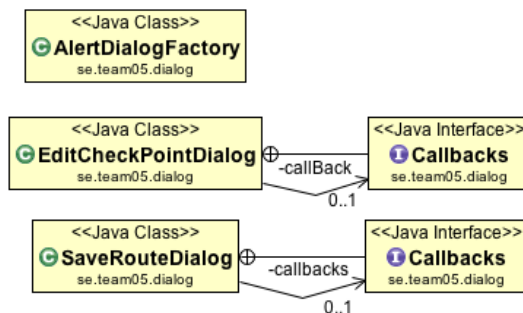 <<Java Class>>
C AlertDialogFactory
se.team05.dialog
<<Java Class>>
C EditCheckPointDialog
se.team05.dialog
-callBack
0..1
<<Java Interface>>
I Callbacks
se.team05.dialog
<<Java Class>>
C SaveRouteDialog
se.team05.dialog
-callbacks
0..1
<<Java Interface>>
I Callbacks
se.team05.dialog